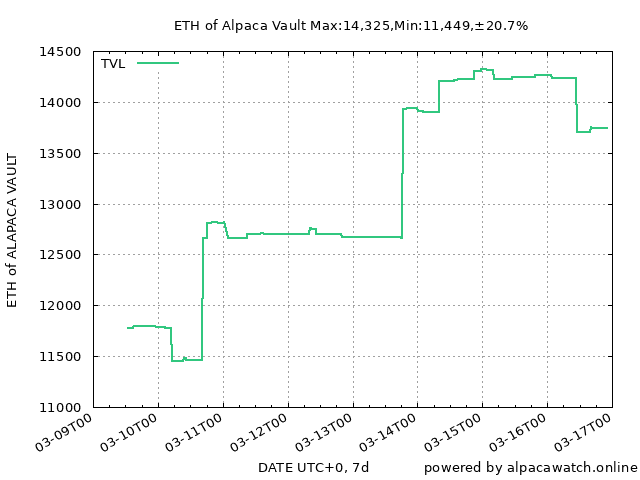 ETH of Alpaca Vault Max:14,325,Min:11,449,±20.7%
TVL
14500
14000
13500
13000
12500
12000
11500
11000
ETH of ALAPACA VAULT
03-09T00
03-10T00
03-11T00
03-12T00
03-13T00
03-14T00
03-15T00
03-16T00
03-17T00
DATE UTC+0, 7d
powered by alpacawatch.online